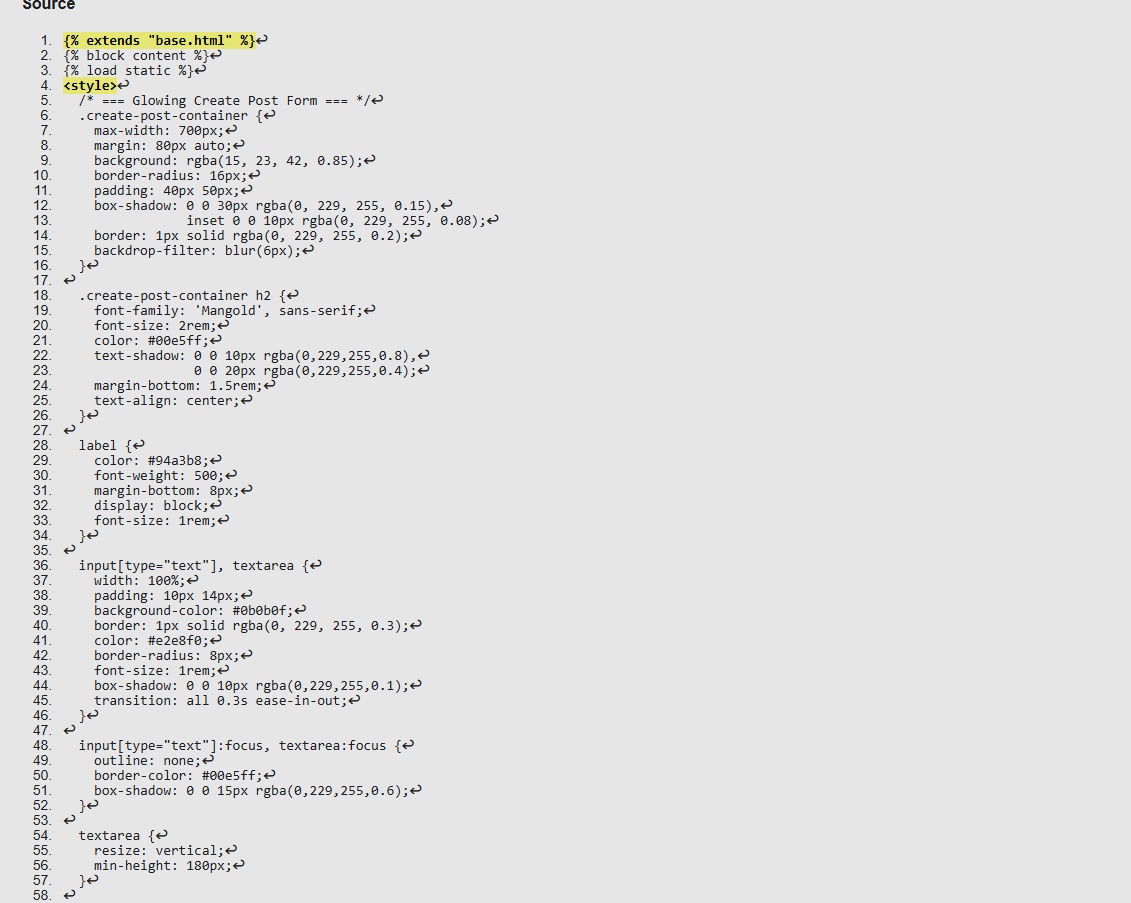 Source
1. {% extends "base.html" %}↩
2. {% block content %}↩
3. {% load static %}↩
4. <style>↩
5.   /* === Glowing Create Post Form === */↩
6.   .create-post-container {↩
7.     max-width: 700px;↩
8.     margin: 80px auto;↩
9.     background: rgba(15, 23, 42, 0.85);↩
10.     border-radius: 16px;↩
11.     padding: 40px 50px;↩
12.     box-shadow: 0 0 30px rgba(0, 229, 255, 0.15),↩
13.                 inset 0 0 10px rgba(0, 229, 255, 0.08);↩
14.     border: 1px solid rgba(0, 229, 255, 0.2);↩
15.     backdrop-filter: blur(6px);↩
16.   }↩
17. ↩
18.   .create-post-container h2 {↩
19.     font-family: 'Mangold', sans-serif;↩
20.     font-size: 2rem;↩
21.     color: #00e5ff;↩
22.     text-shadow: 0 0 10px rgba(0,229,255,0.8),↩
23.                  0 0 20px rgba(0,229,255,0.4);↩
24.     margin-bottom: 1.5rem;↩
25.     text-align: center;↩
26.   }↩
27. ↩
28.   label {↩
29.     color: #94a3b8;↩
30.     font-weight: 500;↩
31.     margin-bottom: 8px;↩
32.     display: block;↩
33.     font-size: 1rem;↩
34.   }↩
35. ↩
36.   input[type="text"], textarea {↩
37.     width: 100%;↩
38.     padding: 10px 14px;↩
39.     background-color: #0b0b0f;↩
40.     border: 1px solid rgba(0, 229, 255, 0.3);↩
41.     color: #e2e8f0;↩
42.     border-radius: 8px;↩
43.     font-size: 1rem;↩
44.     box-shadow: 0 0 10px rgba(0,229,255,0.1);↩
45.     transition: all 0.3s ease-in-out;↩
46.   }↩
47. ↩
48.   input[type="text"]:focus, textarea:focus {↩
49.     outline: none;↩
50.     border-color: #00e5ff;↩
51.     box-shadow: 0 0 15px rgba(0,229,255,0.6);↩
52.   }↩
53. ↩
54.   textarea {↩
55.     resize: vertical;↩
56.     min-height: 180px;↩
57.   }↩
58. ↩